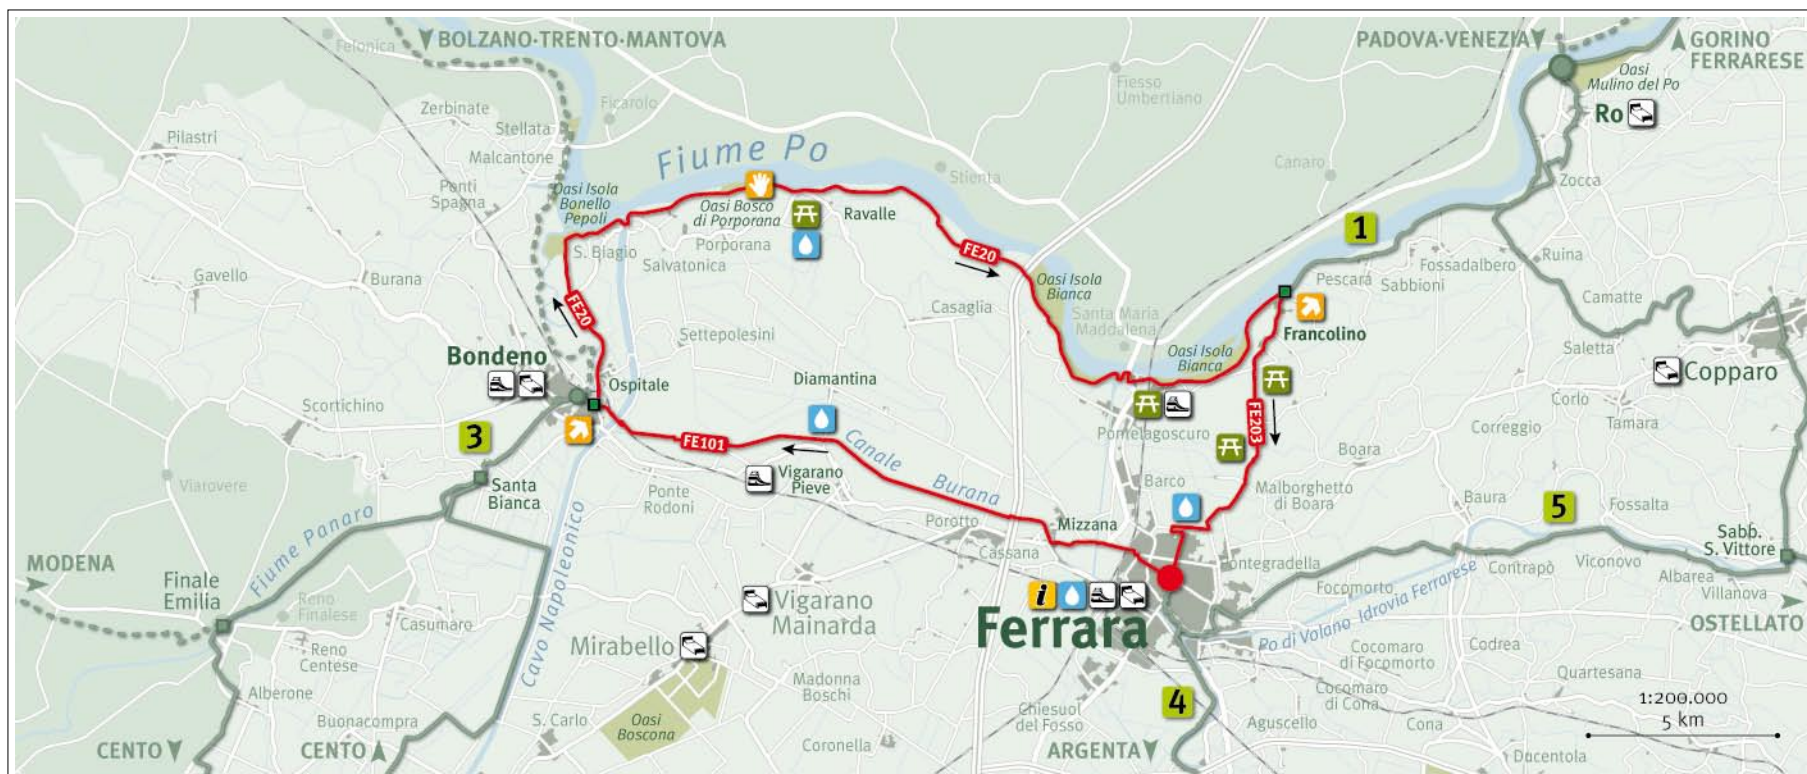 Felonica
BOLZANO·TRENTO·MANTOVA
PADOVA·VENEZIA
GORINO
FERRARESE
Oasi
Mulino del Po
Ro
Fiesso
Umbertiano
Zerbinate
Ficarolo
Stellata
Pilastri
Malcantone
Fiume Po
Canaro
Stienta
Zocca
Ponti
Spagna
Oasi Isola
Bonello
Pepoli
Oasi Bosco
di Porporana
Ravalle
1
Porporana
S. Biagio
Salvatonica
FE20
Ruina
Fossadalbero
Pescara
Sabbioni
Gavello
Burana
Oasi Isola
Bianca
Camatte
FE20
Casaglia
Santa Maria
Maddalena
Francolino
Settepolesini
Oasi Isola
Bianca
Saletta
Bondeno
Copparo
Ospitale
Diamantina
Scortichino
Corlo
Tamara
3
FE101
FE203
Correggio
Pontelagoscuro
Canale
Burana
Boara
Viarovere
Santa
Bianca
Vigarano
Pieve
Ponte
Rodoni
Barco
Malborghetto
di Boara
Baura
5
Fossalta
Porotto
Mizzana
Cassana
Sabb.
S. Vittore
MODENA
Finale
Emilia
Fiume Panaro
Cavo Napoleonico
Pontegradella
Contrapò
Viconovo
Albarea
Villanova
Focomorto
Reno
Finalese
Casumaro
Vigarano
Mainarda
i
Ferrara
Po di Volano Idrovia Ferrarese
OSTELLATO
Mirabello
Reno
Centese
Cocomaro
di Focomorto
Codrea
Quartesana
Alberone
Madonna
Boschi
Cocomaro
di Cona
4
1:200.000
5 km
Buonacompra
S. Carlo
Oasi
Boscona
Chiesuol
del Fosso
Aguscello
Cona
CENTO
CENTO
Coronella
ARGENTA
Ducentola